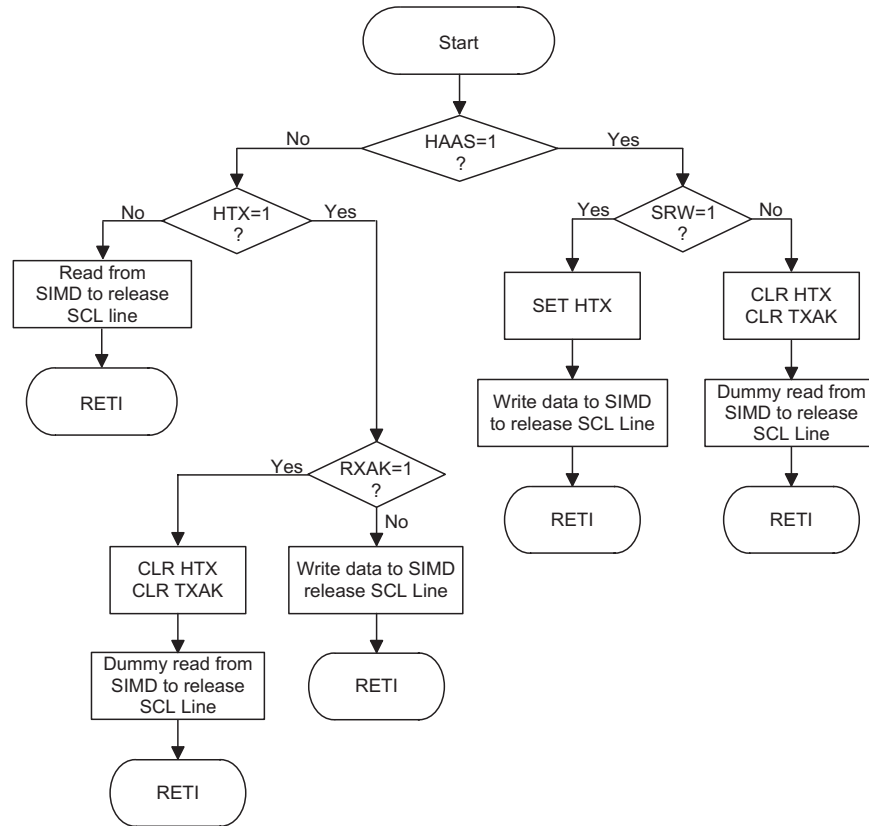 Start
HAAS=1
?
No
Yes
HTX=1
?
No
Yes
SRW=1
?
Yes
No
Read from
SIMD to release
SCL line
RETI
SET HTX
CLR HTX
CLR TXAK
Write data to SIMD
to release SCL Line
Dummy read from
SIMD to release
SCL Line
RETI
RETI
RXAK=1
?
Yes
No
CLR HTX
CLR TXAK
Write data to SIMD
release SCL Line
Dummy read from
SIMD to release
SCL Line
RETI
RETI